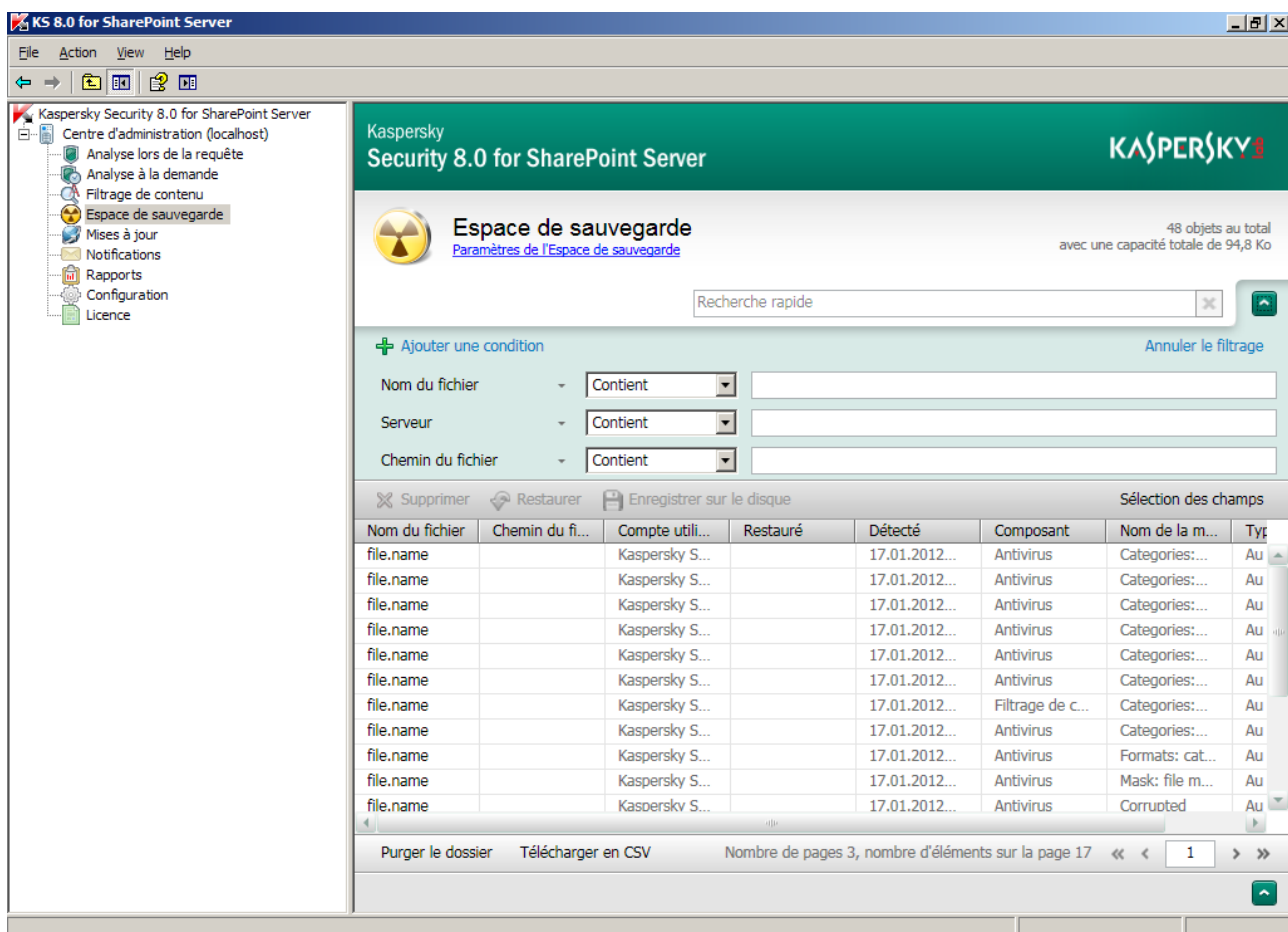 KS 8.0 for SharePoint Server
File Action View Help
Kaspersky Security 8.0 for SharePoint Server
Centre d'administration (localhost)
Analyse lors de la requête
Analyse à la demande
Filtrage de contenu
Espace de sauvegarde
Mises à jour
Notifications
Rapports
Configuration
Licence
Kaspersky
Security 8.0 for SharePoint Server
KASPERSKY
Espace de sauvegarde
Paramètres de l'Espace de sauvegarde
48 objets au total
avec une capacité totale de 94,8 Ko
Recherche rapide
Ajouter une condition Annuler le filtrage
Nom du fichier Contient
Serveur Contient
Chemin du fichier Contient
Supprimer Restaurer Enregistrer sur le disque Sélection des champs
Nom du fichier Chemin du fi... Compte utili... Restauré Détecté Composant Nom de la m... Typ
file.name Kaspersky S... 17.01.2012... Antivirus Categories:... Au
file.name Kaspersky S... 17.01.2012... Antivirus Categories:... Au
file.name Kaspersky S... 17.01.2012... Antivirus Categories:... Au
file.name Kaspersky S... 17.01.2012... Antivirus Categories:... Au
file.name Kaspersky S... 17.01.2012... Antivirus Categories:... Au
file.name Kaspersky S... 17.01.2012... Antivirus Categories:... Au
file.name Kaspersky S... 17.01.2012... Filtrage de c... Categories:... Au
file.name Kaspersky S... 17.01.2012... Antivirus Categories:... Au
file.name Kaspersky S... 17.01.2012... Antivirus Formats: cat... Au
file.name Kaspersky S... 17.01.2012... Antivirus Mask: file m... Au
file.name Kaspersky S... 17.01.2012... Antivirus Corrupted Au
Purger le dossier Télécharger en CSV Nombre de pages 3, nombre d'éléments sur la page 17 « < 1 > »